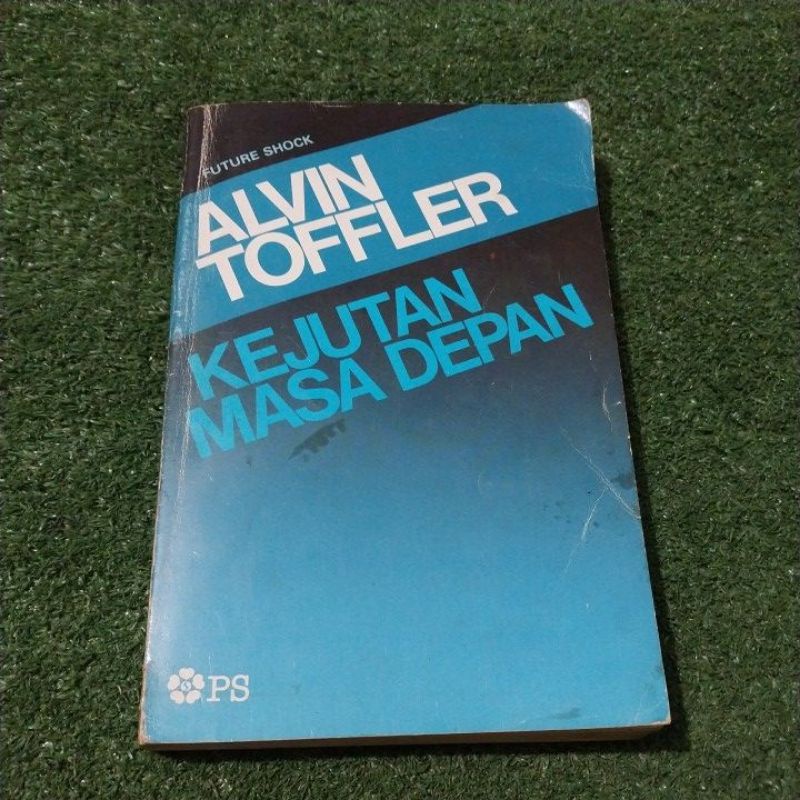 FUTURE SHOCK
ALVIN
TOFFLER
KEJUTAN
MASA DEPAN
PS